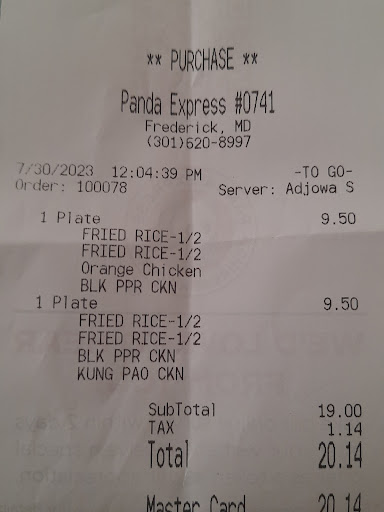 ** PURCHASE **
Panda Express #0741
Frederick, MD
(301)620-8997
7/30/2023 12:04:39 PM -TO GO-
Order: 100078 Server: Adjowa S
1 Plate 9.50
FRIED RICE-1/2
FRIED RICE-1/2
Orange Chicken
BLK PPR CKN
1 Plate 9.50
FRIED RICE-1/2
FRIED RICE-1/2
BLK PPR CKN
KUNG PAO CKN
SubTotal 19.00
TAX 1.14
Total 20.14
Master Card 20.14